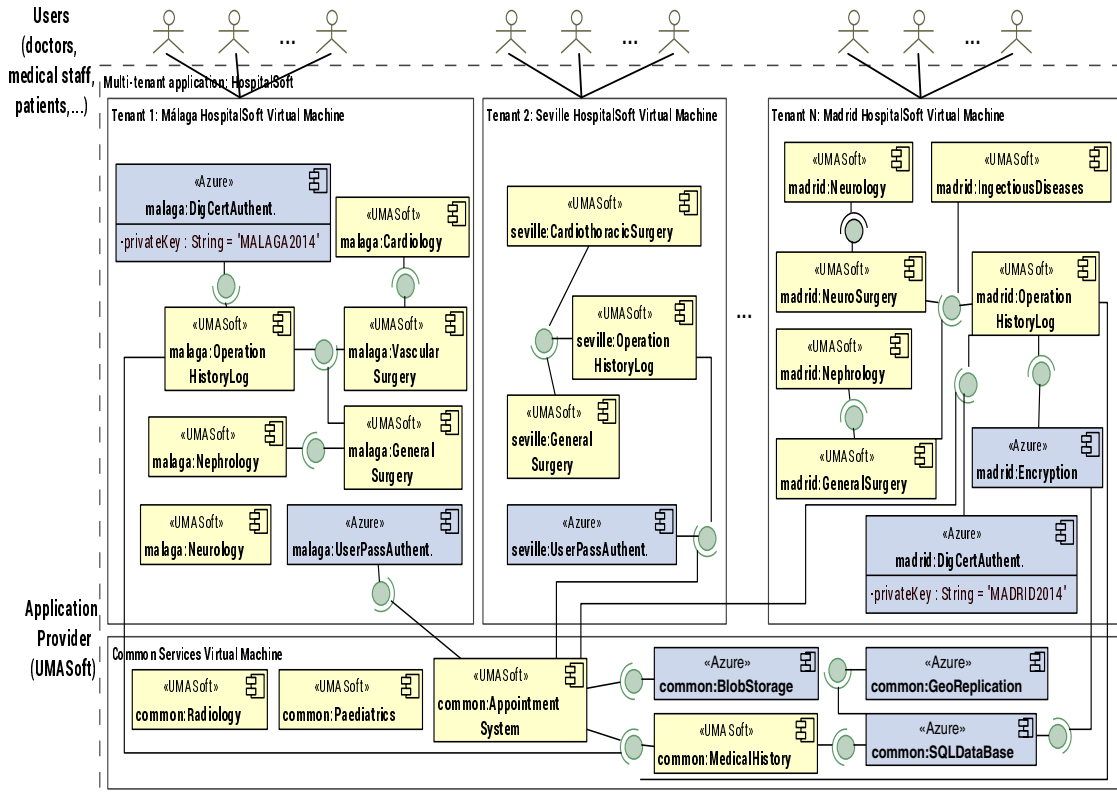 Users
(doctors,
medical staff,
patients,...)
...
...
...
Multi-tenant application: HospitalSoft
Tenant 1: Málaga HospitalSoft Virtual Machine
«Azure»
malaga:DigCertAuthent.
-privateKey : String = 'MALAGA2014'
«UMASoft»
malaga:Cardiology
«UMASoft»
malaga:Operation
HistoryLog
«UMASoft»
malaga:Vascular
Surgery
«UMASoft»
malaga:Nephrology
«UMASoft»
malaga:General
Surgery
«UMASoft»
malaga:Neurology
«Azure»
malaga:UserPassAuthent.
Tenant 2: Seville HospitalSoft Virtual Machine
«UMASoft»
seville:CardiothoracicSurgery
«UMASoft»
seville:Operation
HistoryLog
«UMASoft»
seville:General
Surgery
«Azure»
seville:UserPassAuthent.
...
Tenant N: Madrid HospitalSoft Virtual Machine
«UMASoft»
madrid:Neurology
«UMASoft»
madrid:IngectiousDiseases
«UMASoft»
madrid:NeuroSurgery
«UMASoft»
madrid:Operation
HistoryLog
«UMASoft»
madrid:Nephrology
«UMASoft»
madrid:GeneralSurgery
«Azure»
madrid:Encryption
«Azure»
madrid:DigCertAuthent.
-privateKey : String = 'MADRID2014'
Application
Provider
(UMASoft)
Common Services Virtual Machine
«UMASoft»
common:Radiology
«UMASoft»
common:Paediatrics
«UMASoft»
common:Appointment
System
«Azure»
common:BlobStorage
«Azure»
common:GeoReplication
«UMASoft»
common:MedicalHistory
«Azure»
common:SQLDataBase